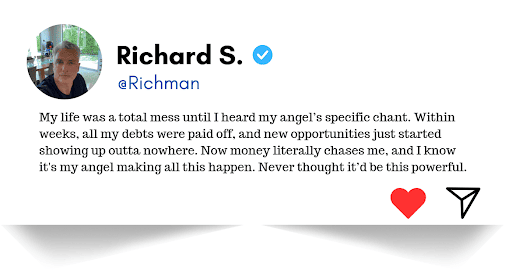 Richard S.
@Richman
My life was a total mess until I heard my angel's specific chant. Within
weeks, all my debts were paid off, and new opportunities just started
showing up outta nowhere. Now money literally chases me, and I know
it's my angel making all this happen. Never thought it'd be this powerful.